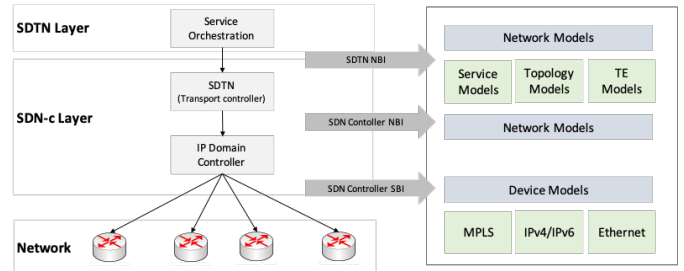 SDTN Layer
Service
Orchestration
SDTN NBI
SDN-c Layer
SDTN
(Transport controller)
SDN Contoller NBI
IP Domain
Controller
SDN Controller SBI
Network
Network Models
Service
Models
Topology
Models
TE
Models
Network Models
Device Models
MPLS
IPv4/IPv6
Ethernet